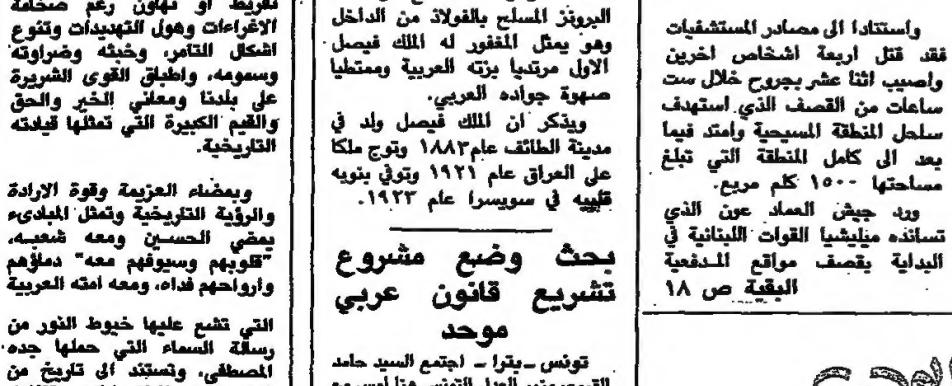 واستنادا الى مصادر المستشفيات
فقد قتل اربعة اشخاص اخرين
واصيب اثنا عشر بجروح خلال ست
ساعات من القصف الذي استهدف
ساحل المنطقة المسيحية وامتد فيما
بعد الى كامل المنطقة التي تبلغ
مساحتها ١٥٠٠ كلم مربع.
ورد جيش العماد عون الذي
تسانده ميليشيا القوات اللبنانية في
البداية بقصف مواقع المدفعية
البقية ص ١٨
البرونز المسلح بالفولاذ من الداخل
وهو يمثل المغفور له الملك فيصل
الاول مرتديا بزته العربية وممتطيا
صهوة جواده العربي.
ويذكر ان الملك فيصل ولد في
مدينة الطائف عام ١٨٨٣ وتوج ملكا
على العراق عام ١٩٢١ وتوفي بنوبه
قلبيه في سويسرا عام ١٩٢٣.
بحث وضع مشروع
تشريع قانون عربي
موحد
تونس - بترا - اجتمع السيد حامد
تفريط او تهاون رغم ضخامة
الاغراءات وهول التهديدات وتنوع
اشكال التامر، وخبثه وضراوته
وسمومه، واطباق القوى الشريرة
على بلدنا ومعاني الخير والحق
والقيم الكبيرة التي تمثلها قيادته
التاريخية.
وبمضاء العزيمة وقوة الارادة
والرؤية التاريخية وتمثل المبادىء
يمضي الحسين ومعه شعبه،
"قلوبهم وسيوفهم معه" دماؤهم
وارواحهم فداه، ومعه امته العربية
التي تشع عليها خيوط النور من
رسالة السماء التي حملها جده
المصطفى، وتستند الى تاريخ من